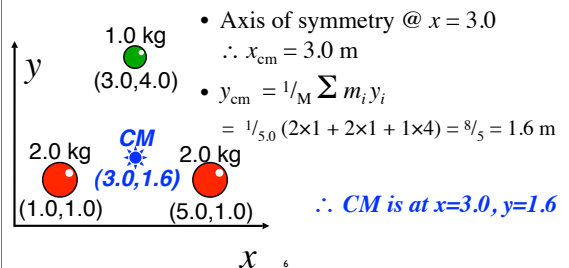 • Axis of symmetry @ x = 3.0
∴ xcm = 3.0 m
• ycm = 1/M Σ miyi
= 1/5.0 (2×1 + 2×1 + 1×4) = 8/5 = 1.6 m
1.0 kg
y
(3.0,4.0)
CM
2.0 kg
2.0 kg
(3.0,1.6)
(1.0,1.0)
(5.0,1.0)
∴ CM is at x=3.0, y=1.6
x
6